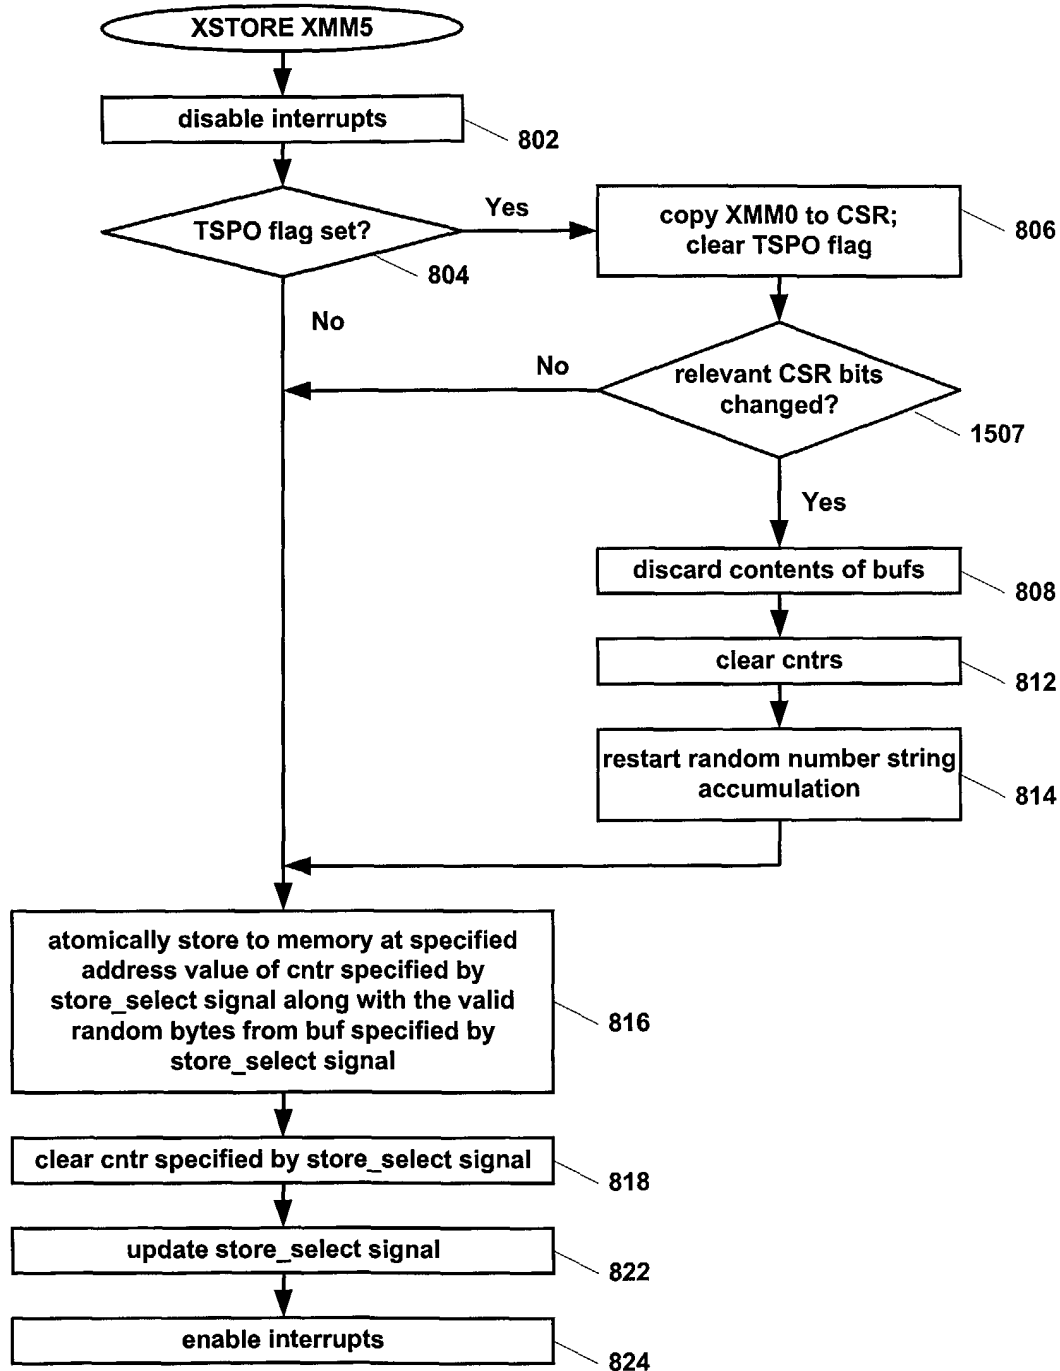 XSTORE XMM5
disable interrupts
802
TSPO flag set?
804
Yes
copy XMM0 to CSR;
clear TSPO flag
806
No
relevant CSR bits
changed?
1507
No
Yes
discard contents of bufs
808
clear cntrs
812
restart random number string
accumulation
814
atomically store to memory at specified
address value of cntr specified by
store_select signal along with the valid
random bytes from buf specified by
store_select signal
816
clear cntr specified by store_select signal
818
update store_select signal
822
enable interrupts
824